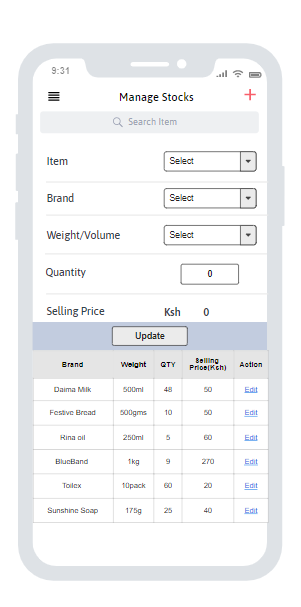 9:31
Manage Stocks
Search Item
Item Select
Brand Select
Weight/Volume Select
Quantity 0
Selling Price Ksh 0
Update
Brand Weight QTY Selling Price(Ksh) Action
Daima Milk 500ml 48 50 Edit
Festive Bread 500gms 10 50 Edit
Rina oil 250ml 5 60 Edit
BlueBand 1kg 9 270 Edit
Toilex 10pack 60 20 Edit
Sunshine Soap 175g 25 40 Edit